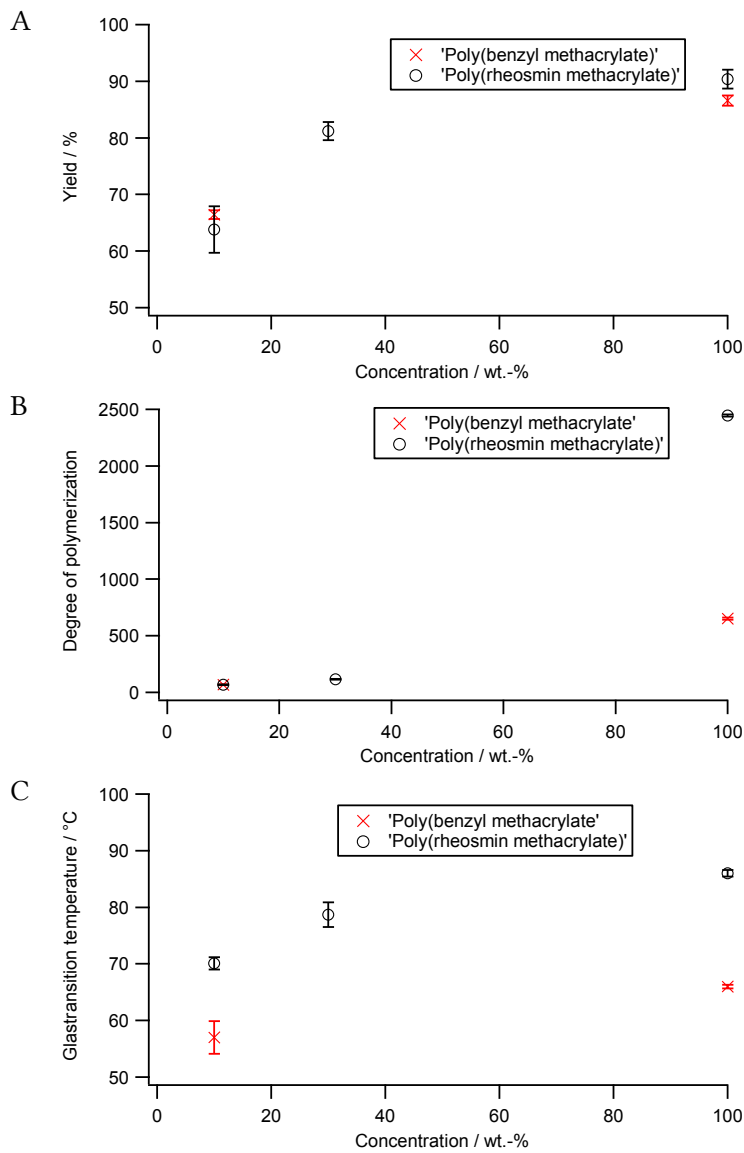 A
100
90
80
70
60
50
Yield / %
'Poly(benzyl methacrylate)'
'Poly(rheosmin methacrylate)'
0
20
40
60
80
100
Concentration / wt.-%
B
2500
2000
1500
1000
500
0
Degree of polymerization
'Poly(benzyl methacrylate'
'Poly(rheosmin methacrylate)'
0
20
40
60
80
100
Concentration / wt.-%
C
100
90
80
70
60
50
Glastransition temperature / °C
'Poly(benzyl methacrylate'
'Poly(rheosmin methacrylate)'
0
20
40
60
80
100
Concentration / wt.-%